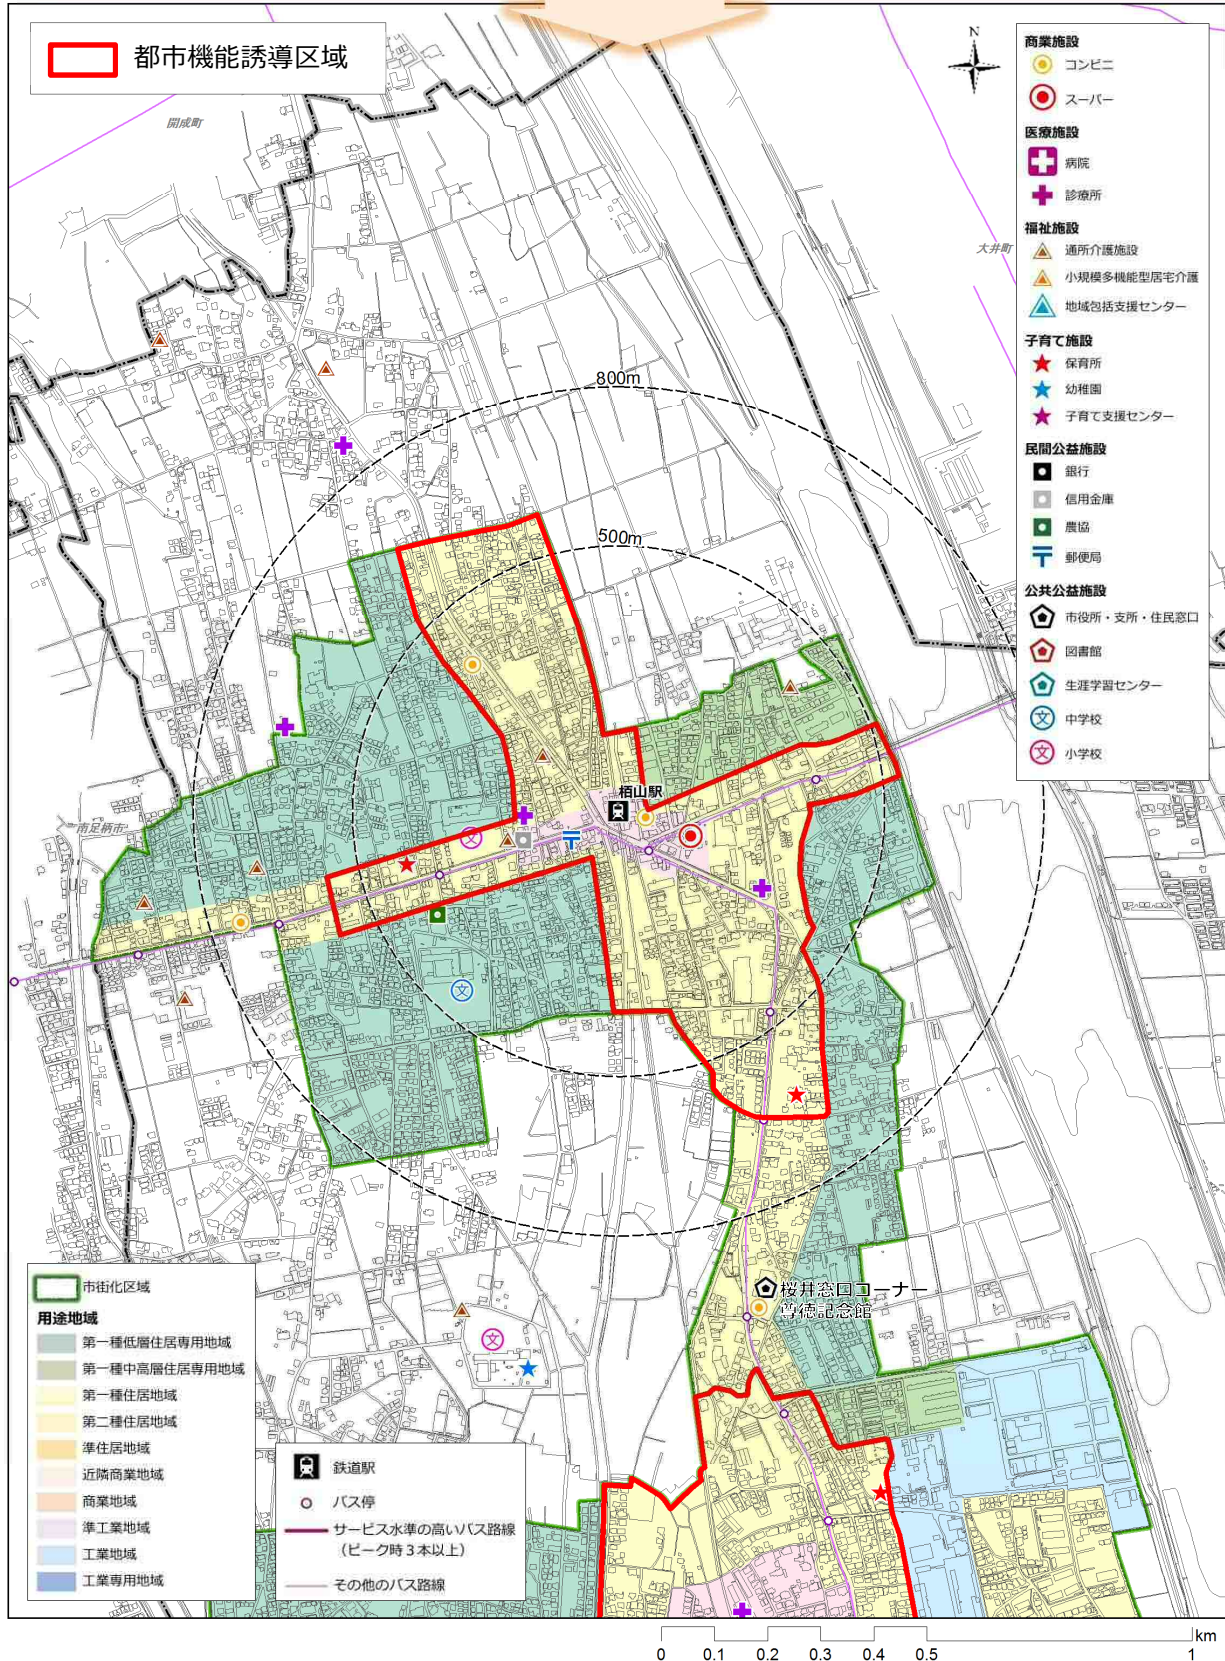 都市機能誘導区域
N
開成町
大井町
南足柄市
800m
500m
栢山駅
文
文
桜井窓口コーナー
尊徳記念館
文
商業施設
コンビニ
スーパー
医療施設
病院
診療所
福祉施設
通所介護施設
小規模多機能型居宅介護
地域包括支援センター
子育て施設
保育所
幼稚園
子育て支援センター
民間公益施設
銀行
信用金庫
農協
郵便局
公共公益施設
市役所・支所・住民窓口
図書館
生涯学習センター
文 中学校
文 小学校
市街化区域
用途地域
第一種低層住居専用地域
第一種中高層住居専用地域
第一種住居地域
第二種住居地域
準住居地域
近隣商業地域
商業地域
準工業地域
工業地域
工業専用地域
鉄道駅
バス停
サービス水準の高いバス路線
（ピーク時３本以上）
その他のバス路線
km
0 0.1 0.2 0.3 0.4 0.5 1